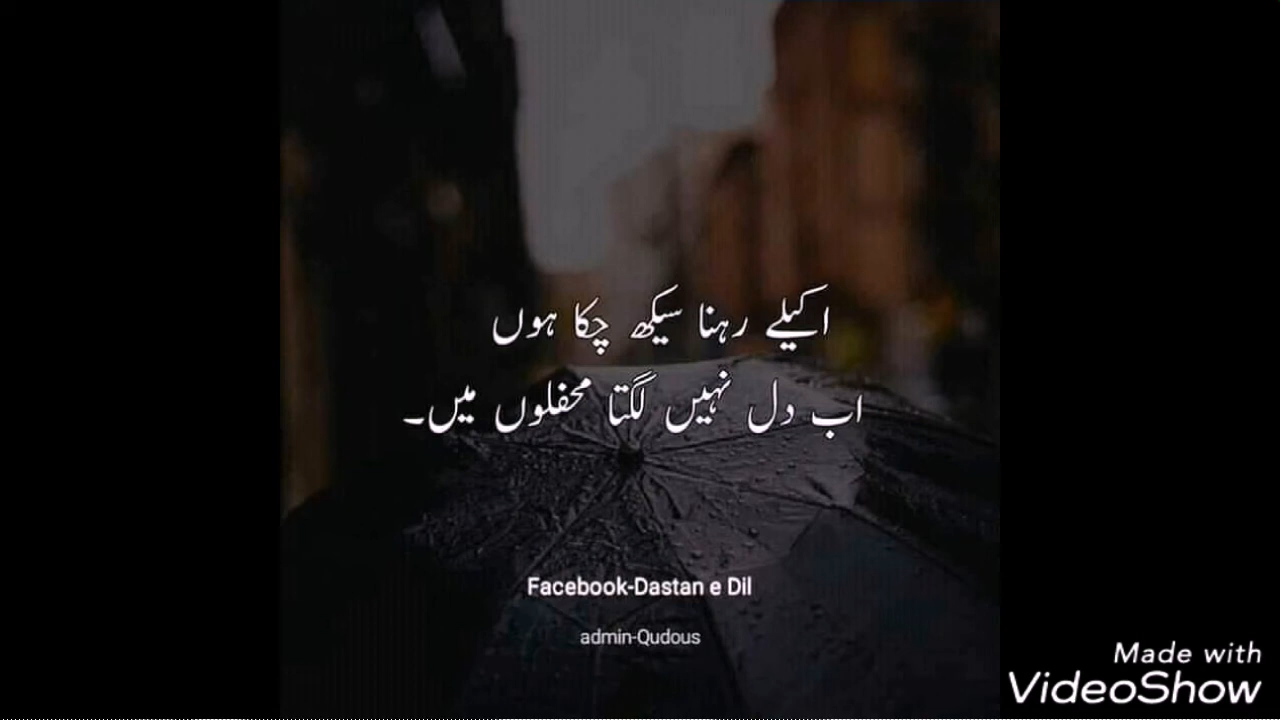 اکیلے رہنا سیکھ چکا ہوں
اب دل نہیں لگتا محفلوں میں۔
Facebook-Dastan e Dil
admin-Qudous
Made with
VideoShow